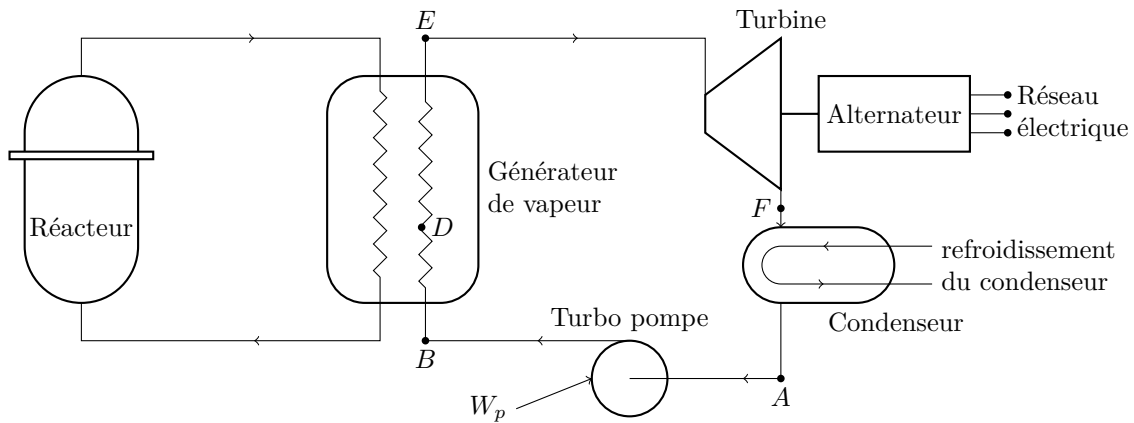 E
Turbine
Réacteur
D
Générateur
de vapeur
Alternateur
Réseau
électrique
F
refroidissement
du condenseur
Condenseur
Turbo pompe
B
A
W_p